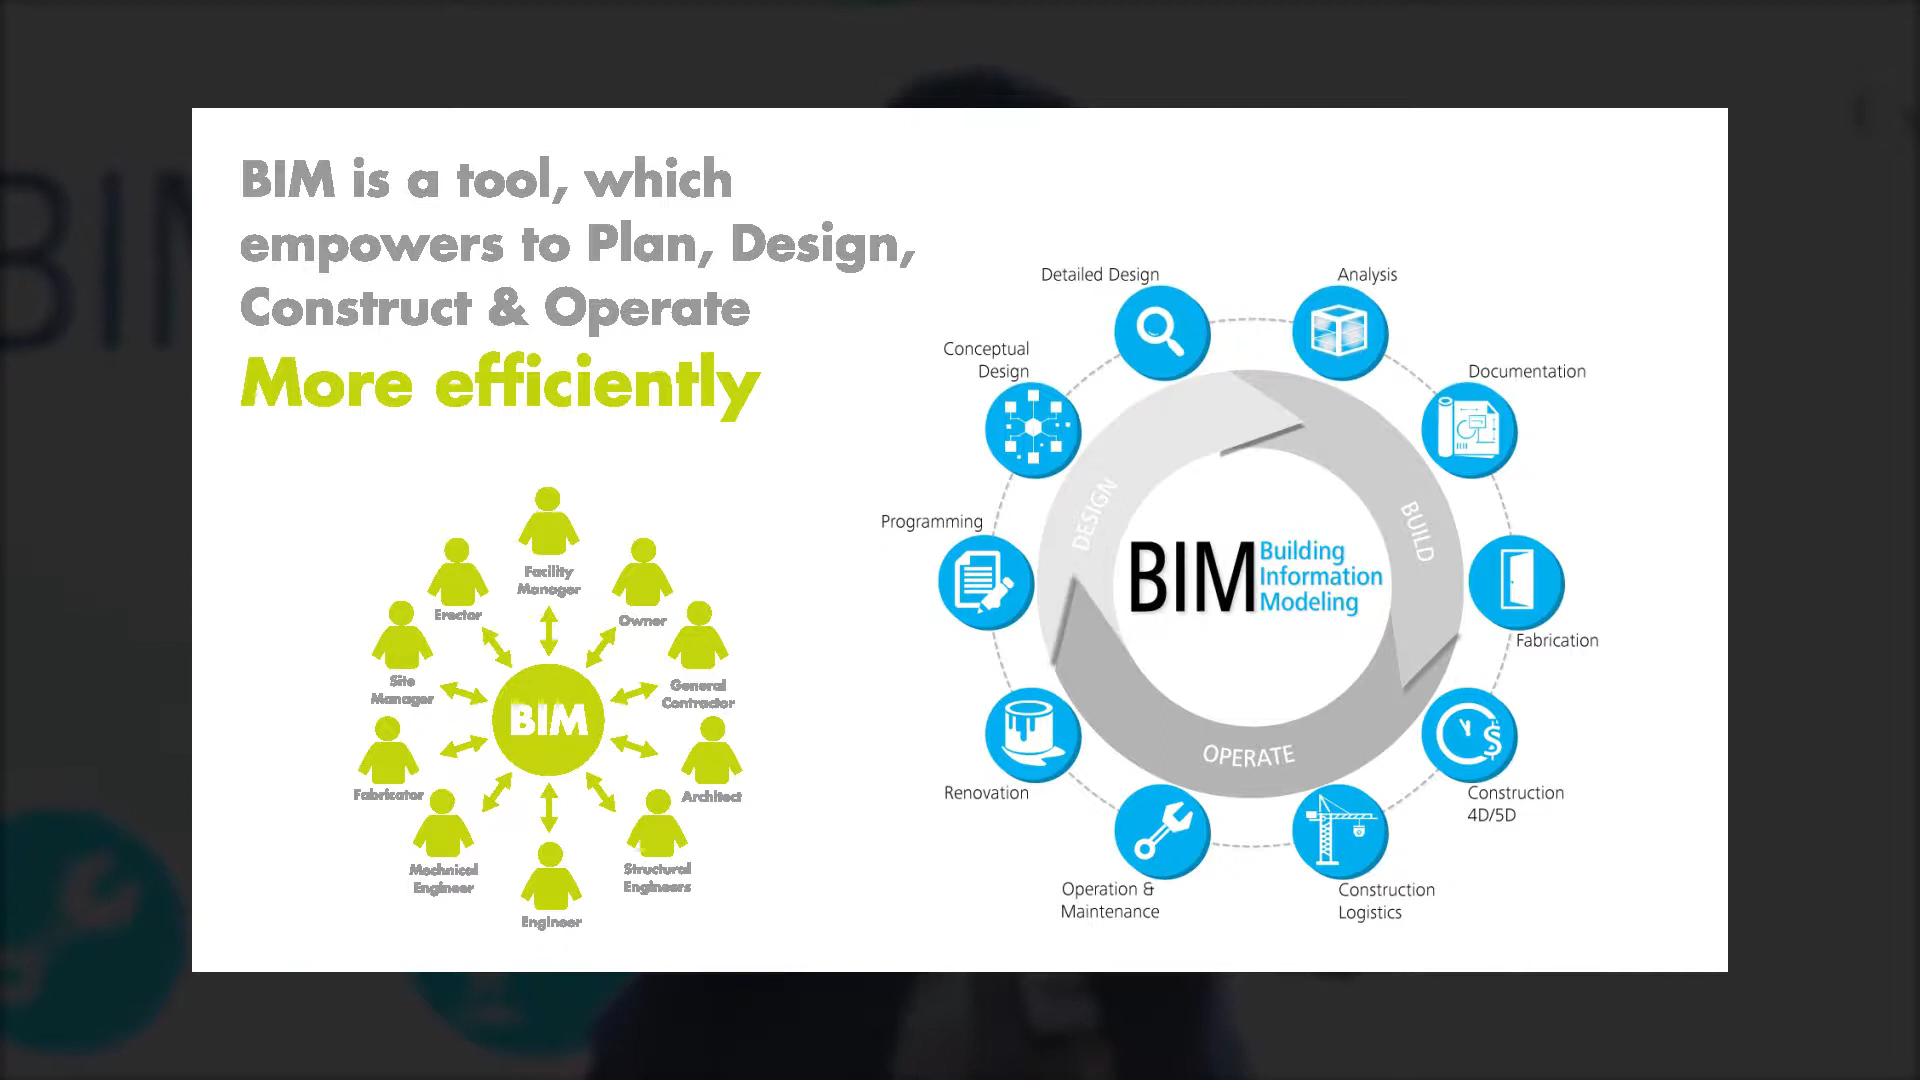 BIM is a tool, which
empowers to Plan, Design,
Construct & Operate
More efficiently
Facility
Manager
Erector
Owner
Site
Manager
General
Contractor
BIM
Fabricator
Architect
Mechnical
Engineer
Structural
Engineers
Engineer
Detailed Design
Analysis
Conceptual
Design
Documentation
Programming
DESIGN
BUILD
BIM
Building
Information
Modeling
Fabrication
OPERATE
Renovation
Construction
4D/5D
Operation &
Maintenance
Construction
Logistics
BIM